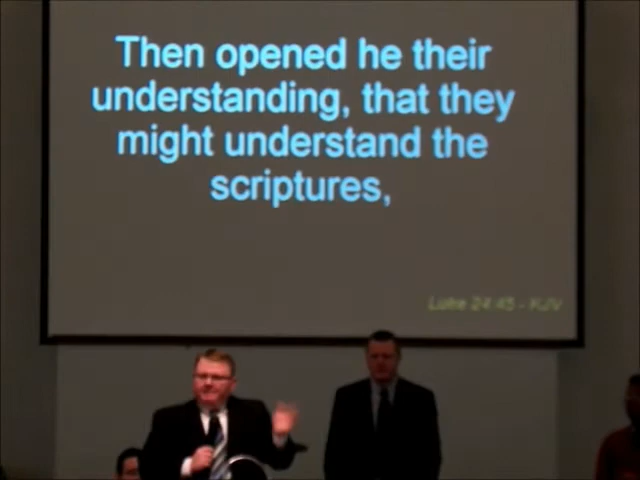 Then opened he their
understanding, that they
might understand the
scriptures,
Luke 24:45 - KJV